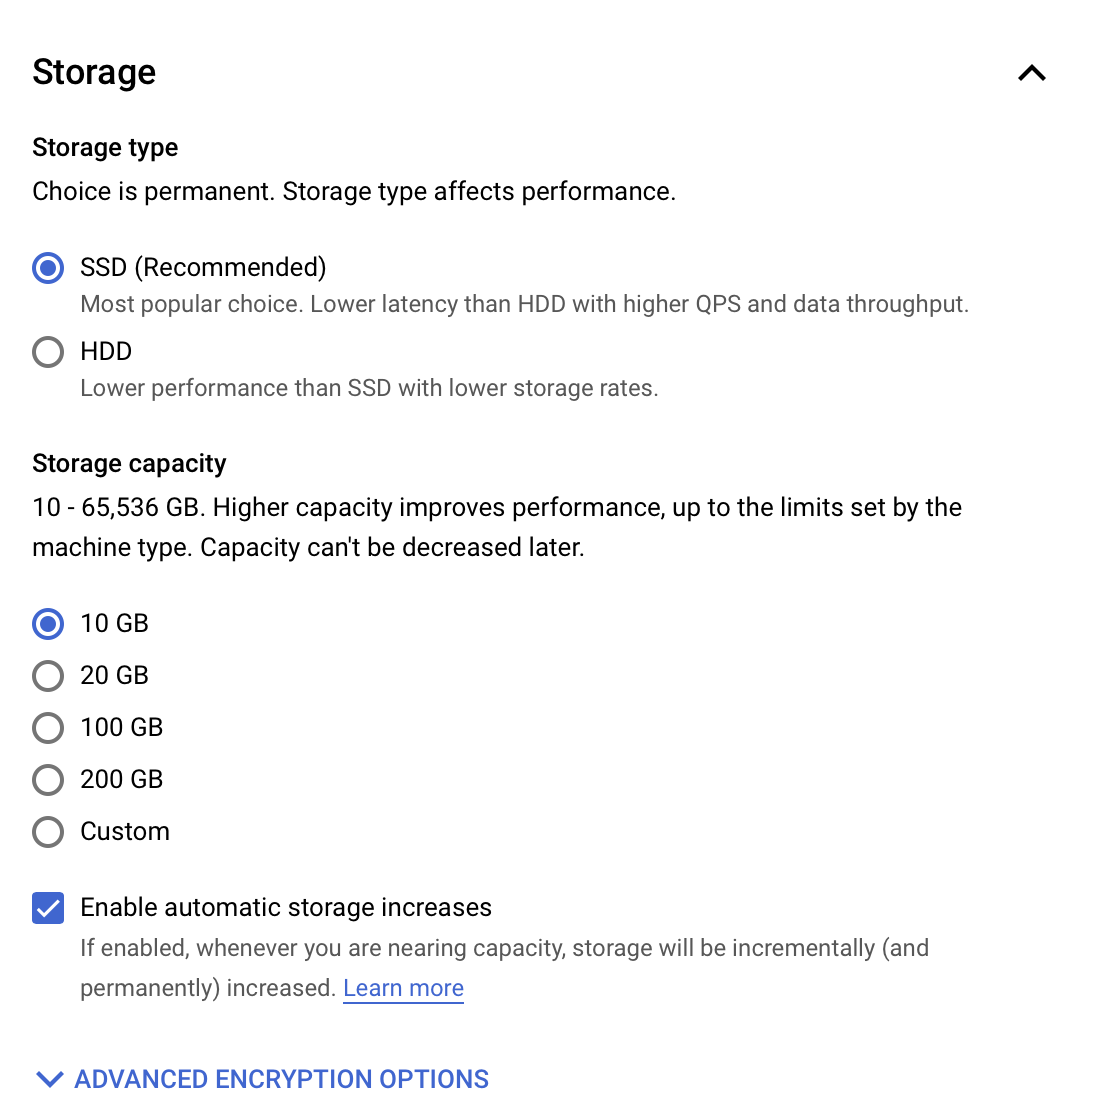 Storage
Storage type
Choice is permanent. Storage type affects performance.
SSD (Recommended)
Most popular choice. Lower latency than HDD with higher QPS and data throughput.
HDD
Lower performance than SSD with lower storage rates.
Storage capacity
10 - 65,536 GB. Higher capacity improves performance, up to the limits set by the
machine type. Capacity can't be decreased later.
10 GB
20 GB
100 GB
200 GB
Custom
Enable automatic storage increases
If enabled, whenever you are nearing capacity, storage will be incrementally (and
permanently) increased. Learn more
ADVANCED ENCRYPTION OPTIONS